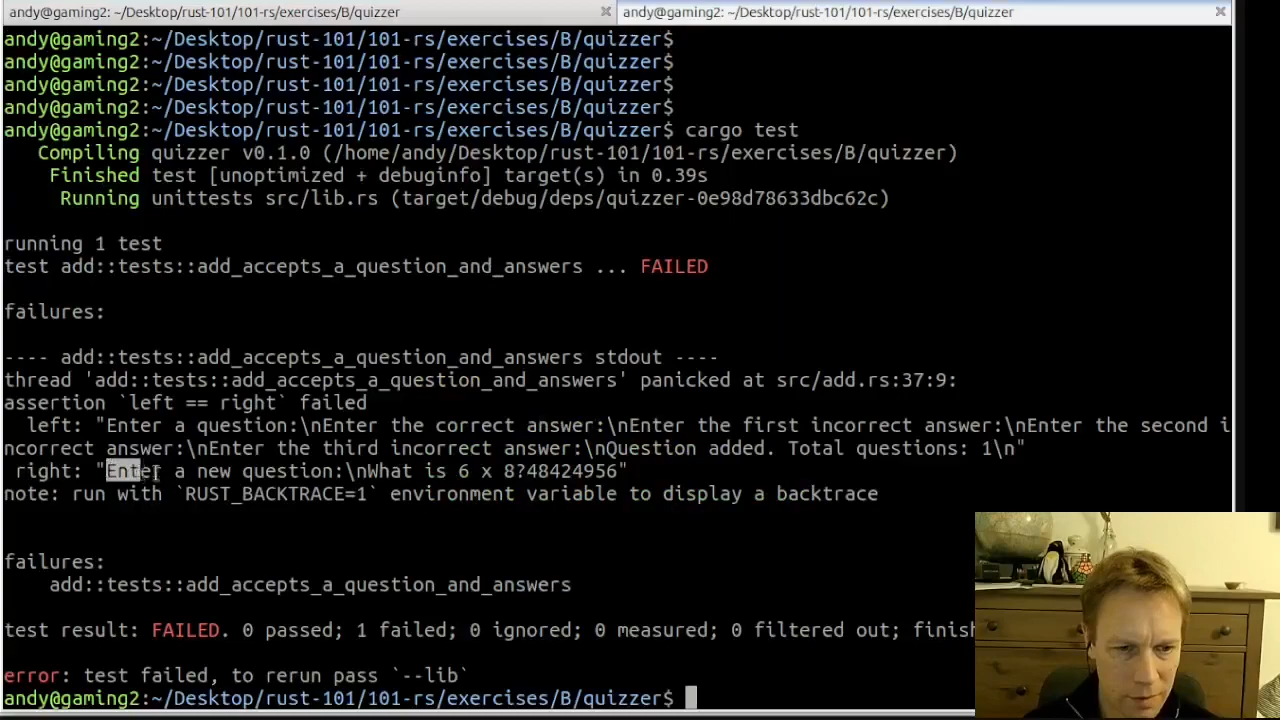 andy@gaming2: ~/Desktop/rust-101/101-rs/exercises/B/quizzer
andy@gaming2: ~/Desktop/rust-101/101-rs/exercises/B/quizzer
andy@gaming2:~/Desktop/rust-101/101-rs/exercises/B/quizzer$
andy@gaming2:~/Desktop/rust-101/101-rs/exercises/B/quizzer$
andy@gaming2:~/Desktop/rust-101/101-rs/exercises/B/quizzer$
andy@gaming2:~/Desktop/rust-101/101-rs/exercises/B/quizzer$
andy@gaming2:~/Desktop/rust-101/101-rs/exercises/B/quizzer$ cargo test
Compiling quizzer v0.1.0 (/home/andy/Desktop/rust-101/101-rs/exercises/B/quizzer)
Finished test [unoptimized + debuginfo] target(s) in 0.39s
Running unittests src/lib.rs (target/debug/deps/quizzer-0e98d78633dbc62c)
running 1 test
test add::tests::add_accepts_a_question_and_answers ... FAILED
failures:
---- add::tests::add_accepts_a_question_and_answers stdout ----
thread 'add::tests::add_accepts_a_question_and_answers' panicked at src/add.rs:37:9:
assertion `left == right` failed
left: "Enter a question:\nEnter the correct answer:\nEnter the first incorrect answer:\nEnter the second i
ncorrect answer:\nEnter the third incorrect answer:\nQuestion added. Total questions: 1\n"
right: "Enter a new question:\nWhat is 6 x 8?48424956"
note: run with `RUST_BACKTRACE=1` environment variable to display a backtrace
failures:
add::tests::add_accepts_a_question_and_answers
test result: FAILED. 0 passed; 1 failed; 0 ignored; 0 measured; 0 filtered out; finish
error: test failed, to rerun pass `--lib`
andy@gaming2:~/Desktop/rust-101/101-rs/exercises/B/quizzer$